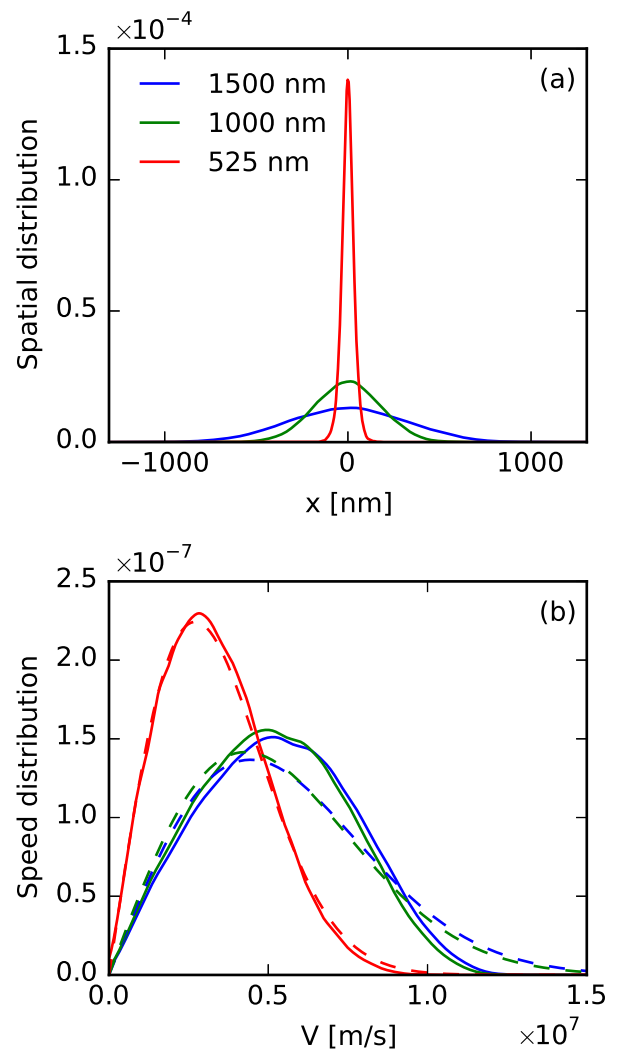 ×10⁻⁴
1.5
(a)
1500 nm
1000 nm
525 nm
1.0
0.5
0.0
Spatial distribution
−1000 0 1000
x [nm]
×10⁻⁷
2.5
(b)
2.0
1.5
1.0
0.5
0.0
Speed distribution
0.0 0.5 1.0 1.5
V [m/s]
×10⁷